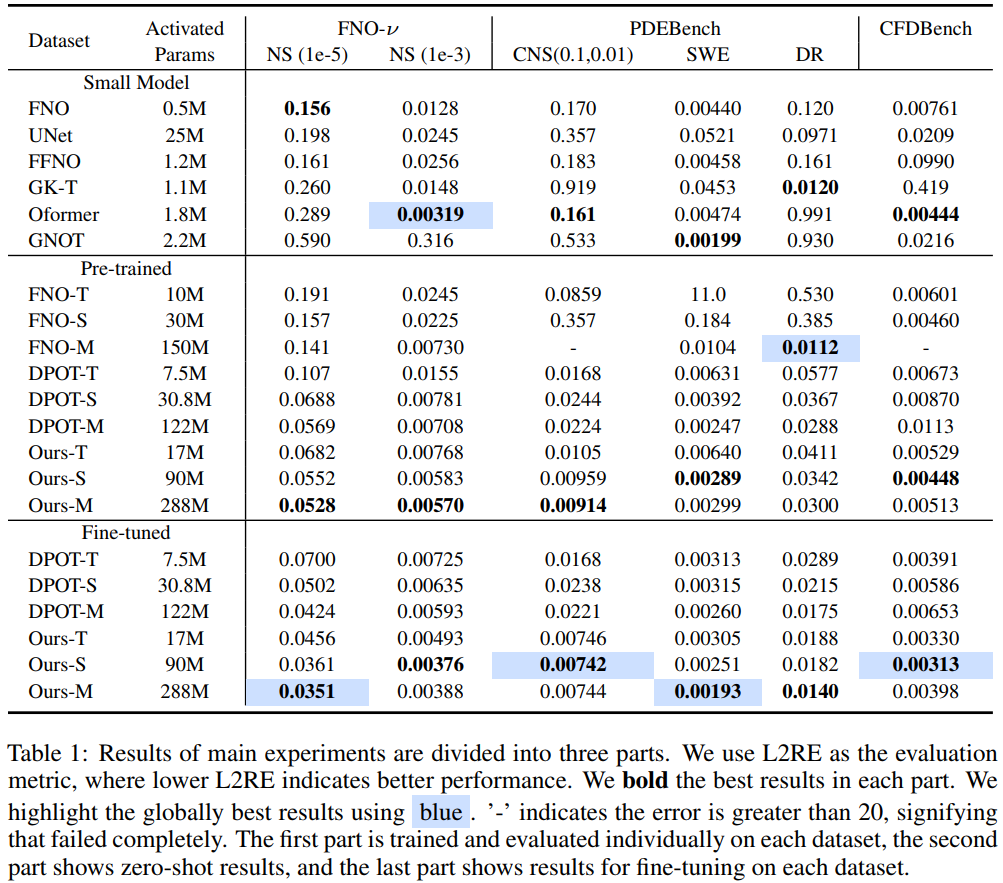 Dataset Activated Params FNO-ν PDEBench CFDBench
NS (1e-5) NS (1e-3) CNS(0.1,0.01) SWE DR
Small Model
FNO 0.5M 0.156 0.0128 0.170 0.00440 0.120 0.00761
UNet 25M 0.198 0.0245 0.357 0.0521 0.0971 0.0209
FFNO 1.2M 0.161 0.0256 0.183 0.00458 0.161 0.0990
GK-T 1.1M 0.260 0.0148 0.919 0.0453 0.0120 0.419
Oformer 1.8M 0.289 0.00319 0.161 0.00474 0.991 0.00444
GNOT 2.2M 0.590 0.316 0.533 0.00199 0.930 0.0216
Pre-trained
FNO-T 10M 0.191 0.0245 0.0859 11.0 0.530 0.00601
FNO-S 30M 0.157 0.0225 0.357 0.184 0.385 0.00460
FNO-M 150M 0.141 0.00730 - 0.0104 0.0112 -
DPOT-T 7.5M 0.107 0.0155 0.0168 0.00631 0.0577 0.00673
DPOT-S 30.8M 0.0688 0.00781 0.0244 0.00392 0.0367 0.00870
DPOT-M 122M 0.0569 0.00708 0.0224 0.00247 0.0288 0.0113
Ours-T 17M 0.0682 0.00768 0.0105 0.00640 0.0411 0.00529
Ours-S 90M 0.0552 0.00583 0.00959 0.00289 0.0342 0.00448
Ours-M 288M 0.0528 0.00570 0.00914 0.00299 0.0300 0.00513
Fine-tuned
DPOT-T 7.5M 0.0700 0.00725 0.0168 0.00313 0.0289 0.00391
DPOT-S 30.8M 0.0502 0.00635 0.0238 0.00315 0.0215 0.00586
DPOT-M 122M 0.0424 0.00593 0.0221 0.00260 0.0175 0.00653
Ours-T 17M 0.0456 0.00493 0.00746 0.00305 0.0188 0.00330
Ours-S 90M 0.0361 0.00376 0.00742 0.00251 0.0182 0.00313
Ours-M 288M 0.0351 0.00388 0.00744 0.00193 0.0140 0.00398
Table 1: Results of main experiments are divided into three parts. We use L2RE as the evaluation
metric, where lower L2RE indicates better performance. We bold the best results in each part. We
highlight the globally best results using blue . '-' indicates the error is greater than 20, signifying
that failed completely. The first part is trained and evaluated individually on each dataset, the second
part shows zero-shot results, and the last part shows results for fine-tuning on each dataset.